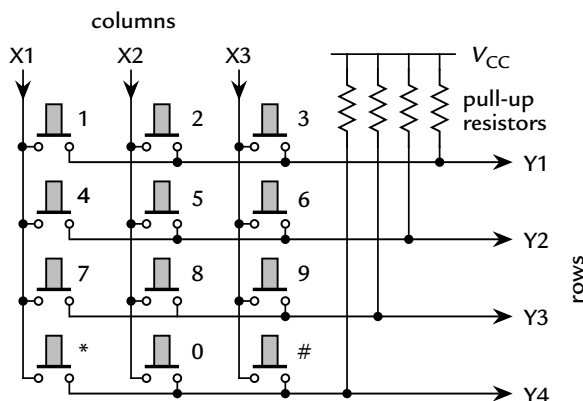 columns
X1 X2 X3
V_CC
pull-up
resistors
1 2 3
Y1
4 5 6
Y2
7 8 9
Y3
* 0 #
Y4
rows